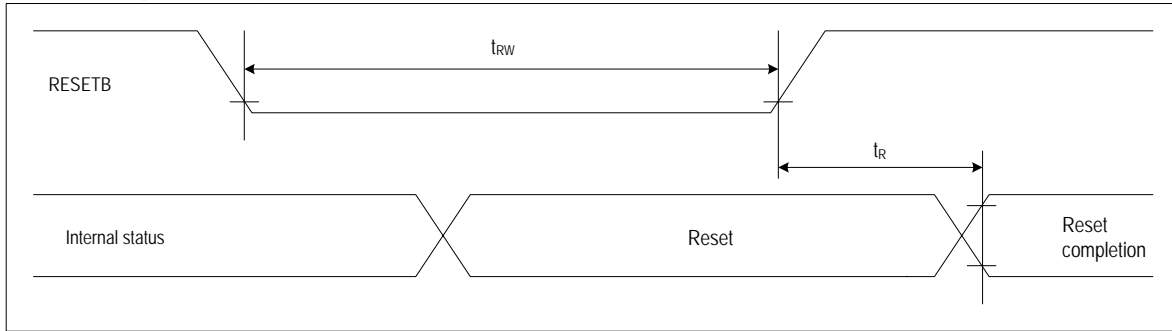 tRW
RESETB
tR
Internal status
Reset
Reset
completion